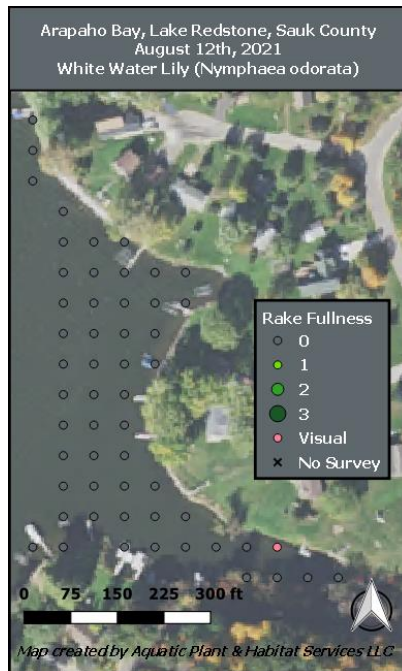 Arapaho Bay, Lake Redstone, Sauk County
August 12th, 2021
White Water Lily (Nymphaea odorata)
Rake Fullness
0
1
2
3
Visual
No Survey
0 75 150 225 300 ft
Map created by Aquatic Plant & Habitat Services LLC